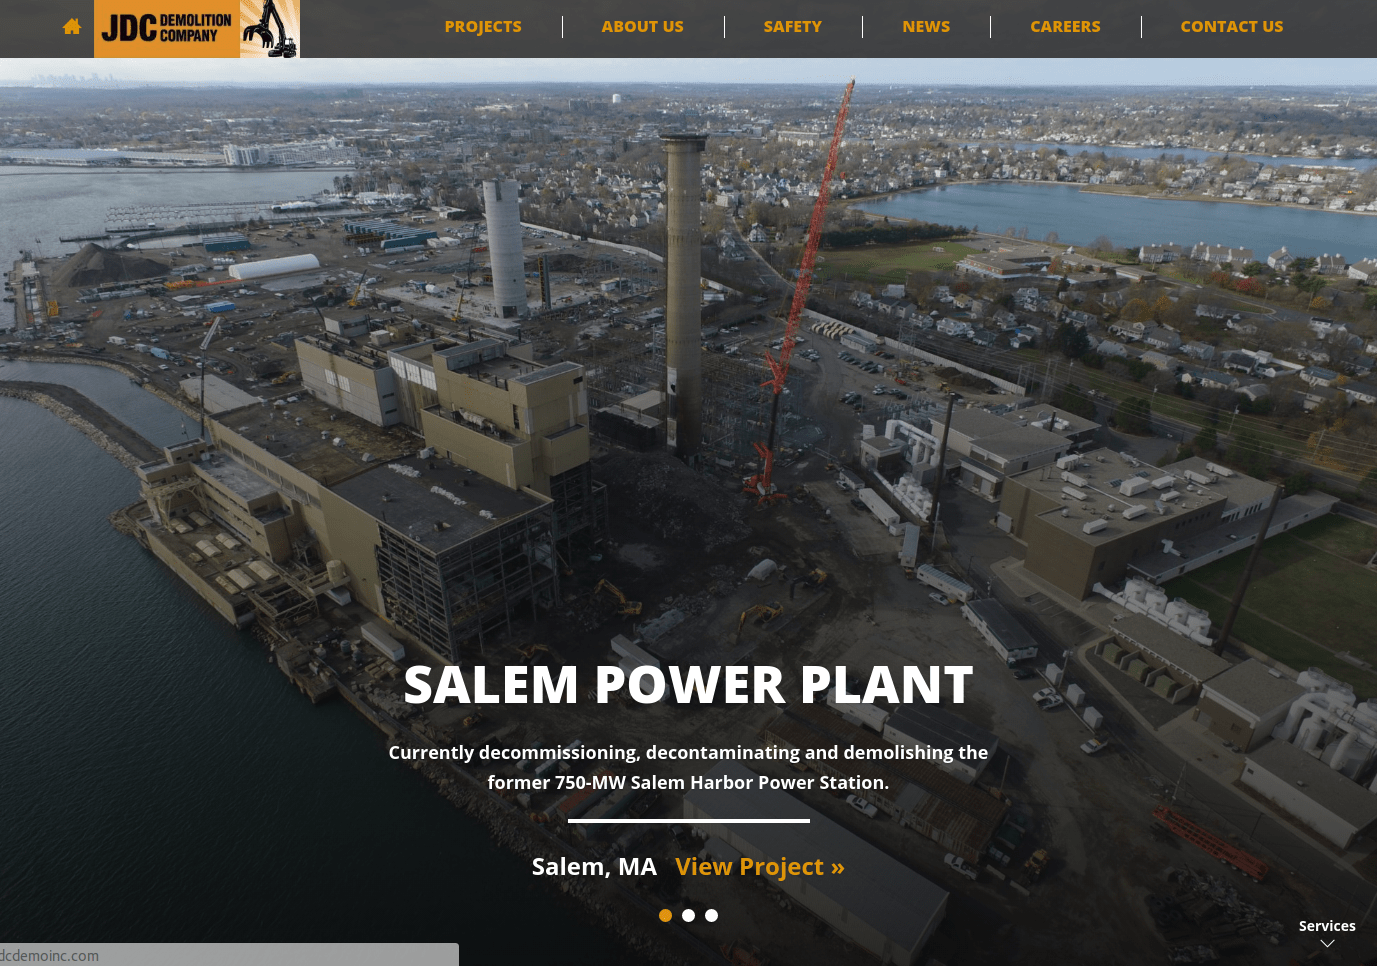 JDC DEMOLITION
COMPANY
PROJECTS
ABOUT US
SAFETY
NEWS
CAREERS
CONTACT US
SALEM POWER PLANT
Currently decommissioning, decontaminating and demolishing the
former 750-MW Salem Harbor Power Station.
Salem, MA View Project »
Services
dcdemoinc.com